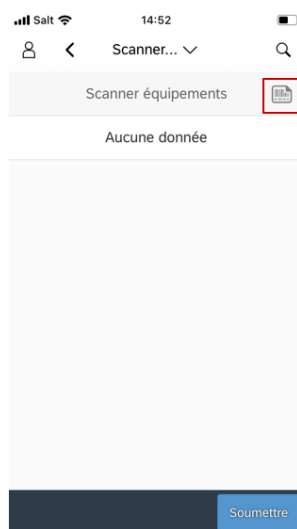 Salt 14:52
Scanner...
Scanner équipements
Aucune donnée
Soumettre